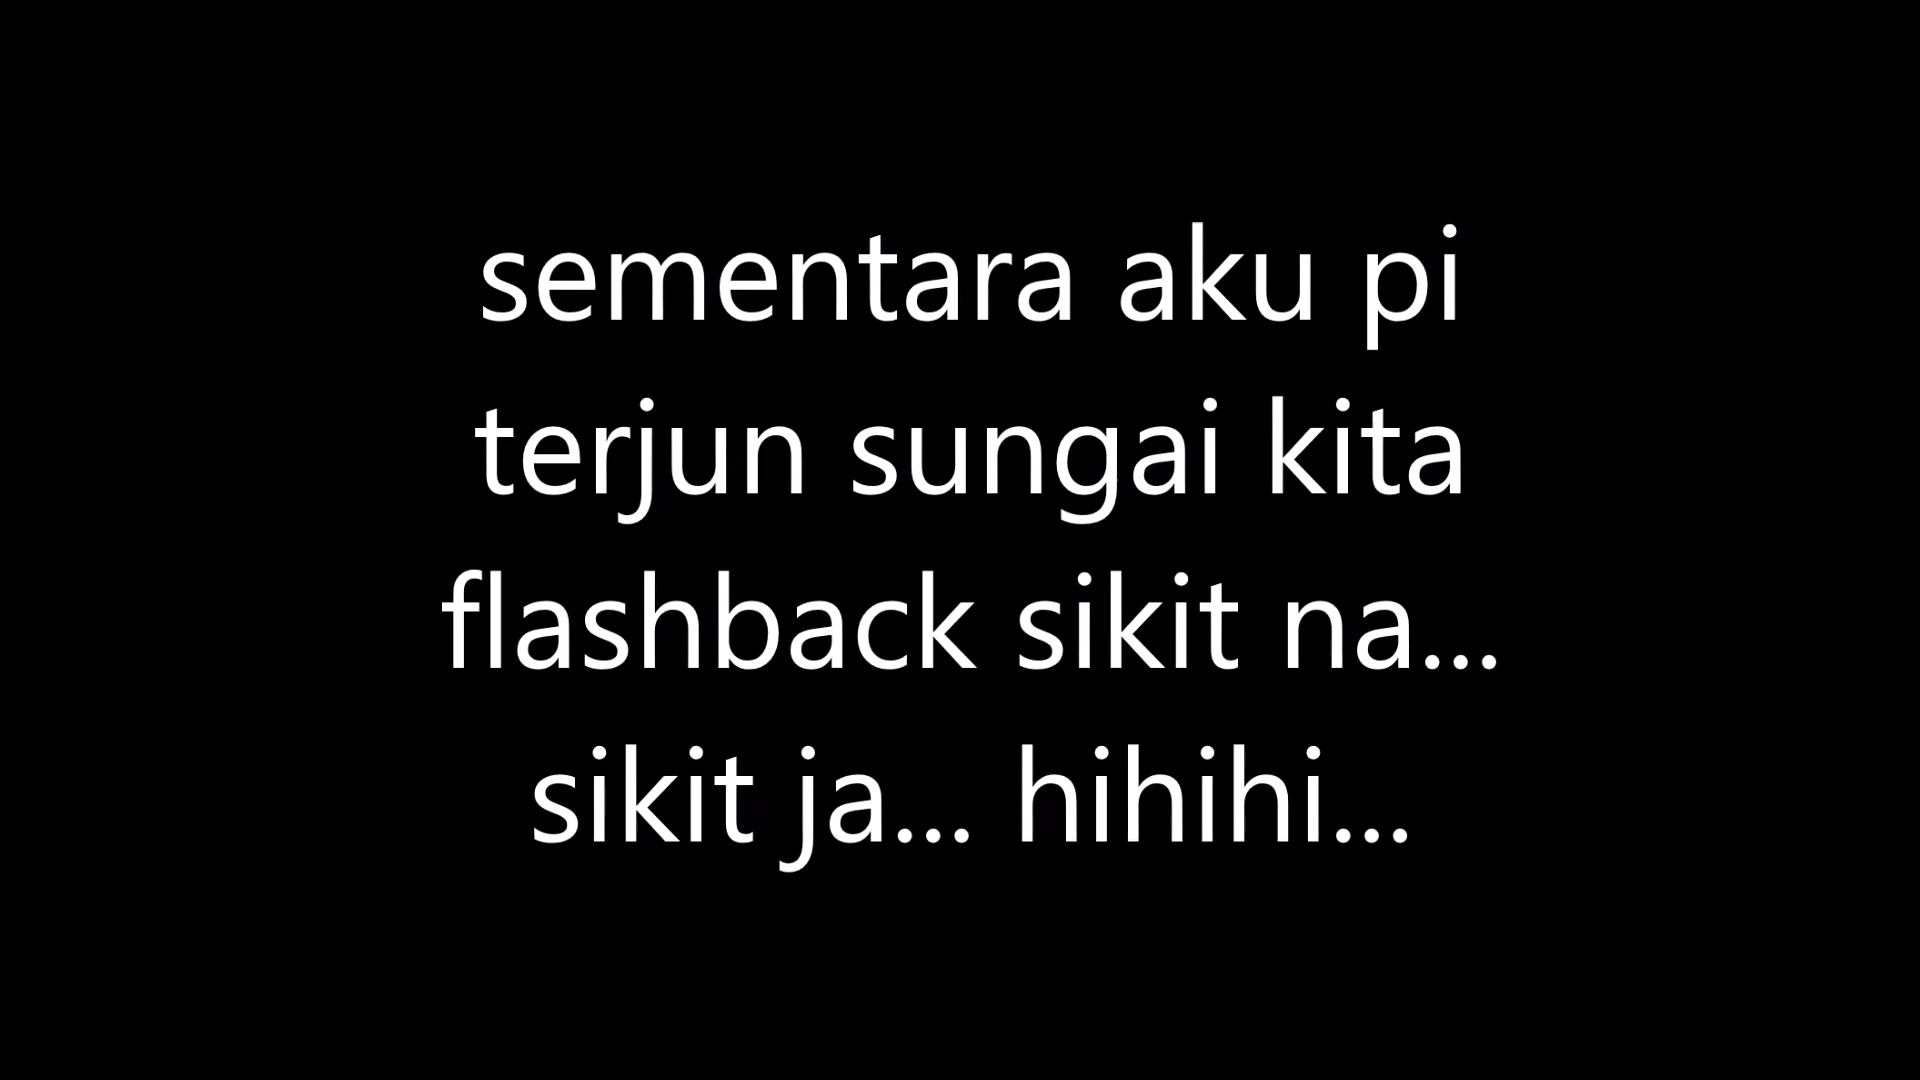 sementara aku pi
terjun sungai kita
flashback sikit na...
sikit ja... hihihi...